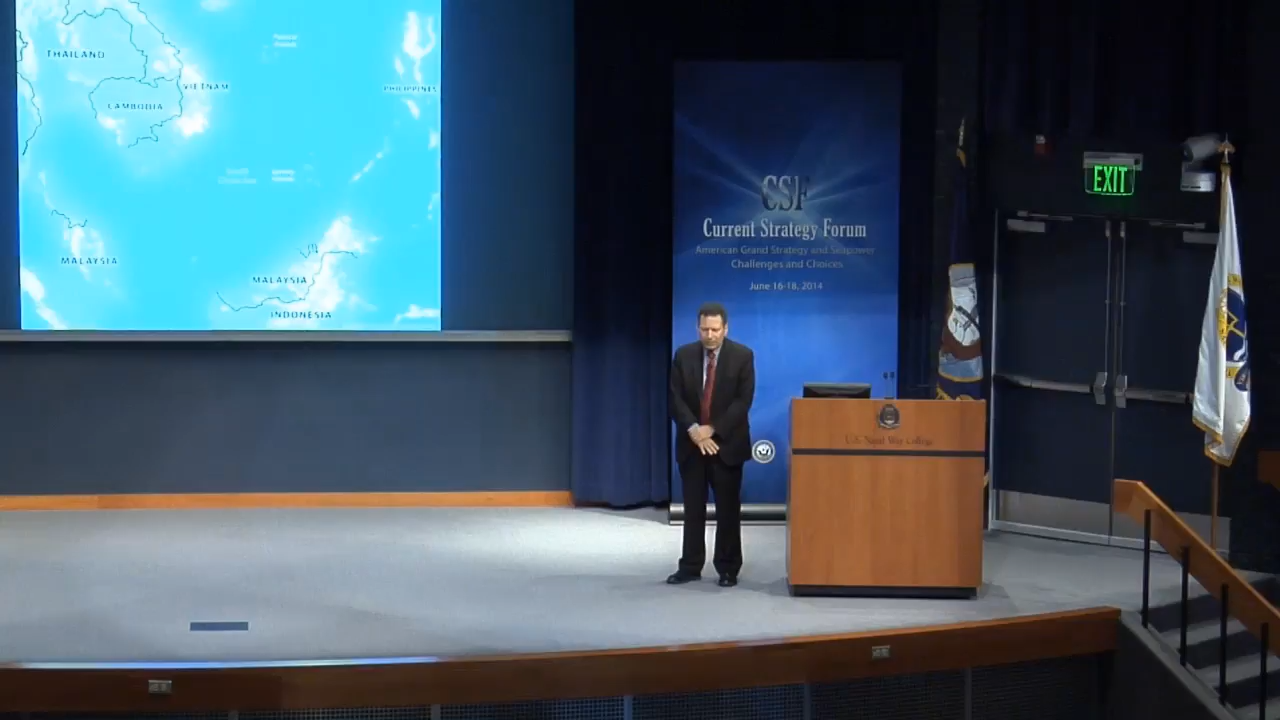 THAILAND
VIETNAM
CAMBODIA
PHILIPPINES
MALAYSIA
MALAYSIA
INDONESIA
CSF
Current Strategy Forum
American Grand Strategy and Seapower
Challenges and Choices
June 16-18, 2014
EXIT
U.S. Naval War College